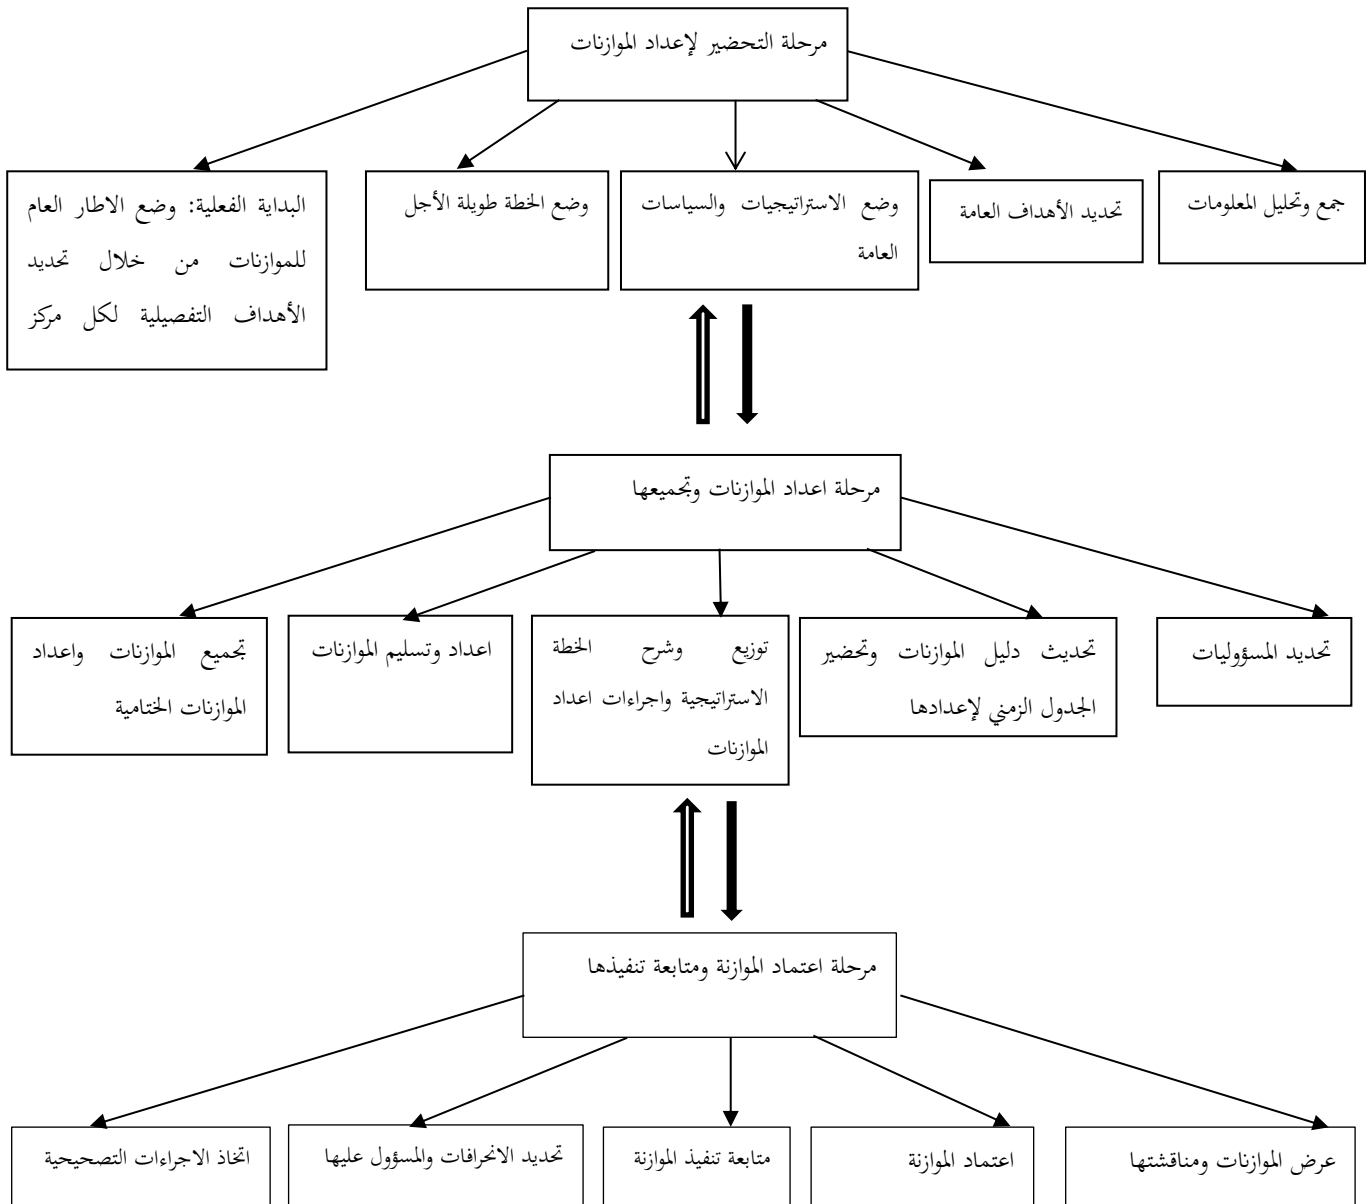 مرحلة التحضير لإعداد الموازنات
جمع وتحليل المعلومات
تحديد الأهداف العامة
وضع الاستراتيجيات والسياسات
العامة
وضع الخطة طويلة الأجل
البداية الفعلية: وضع الاطار العام
للموازنات من خلال تحديد
الأهداف التفصيلية لكل مركز
مرحلة اعداد الموازنات وتجميعها
تحديد المسؤوليات
تحديث دليل الموازنات وتحضير
الجدول الزمني لإعدادها
توزيع وشرح الخطة
الاستراتيجية واجراءات اعداد
الموازنات
اعداد وتسليم الموازنات
تجميع الموازنات واعداد
الموازنات الختامية
مرحلة اعتماد الموازنة ومتابعة تنفيذها
عرض الموازنات ومناقشتها
اعتماد الموازنة
متابعة تنفيذ الموازنة
تحديد الانحرافات والمسؤول عليها
اتخاذ الاجراءات التصحيحية